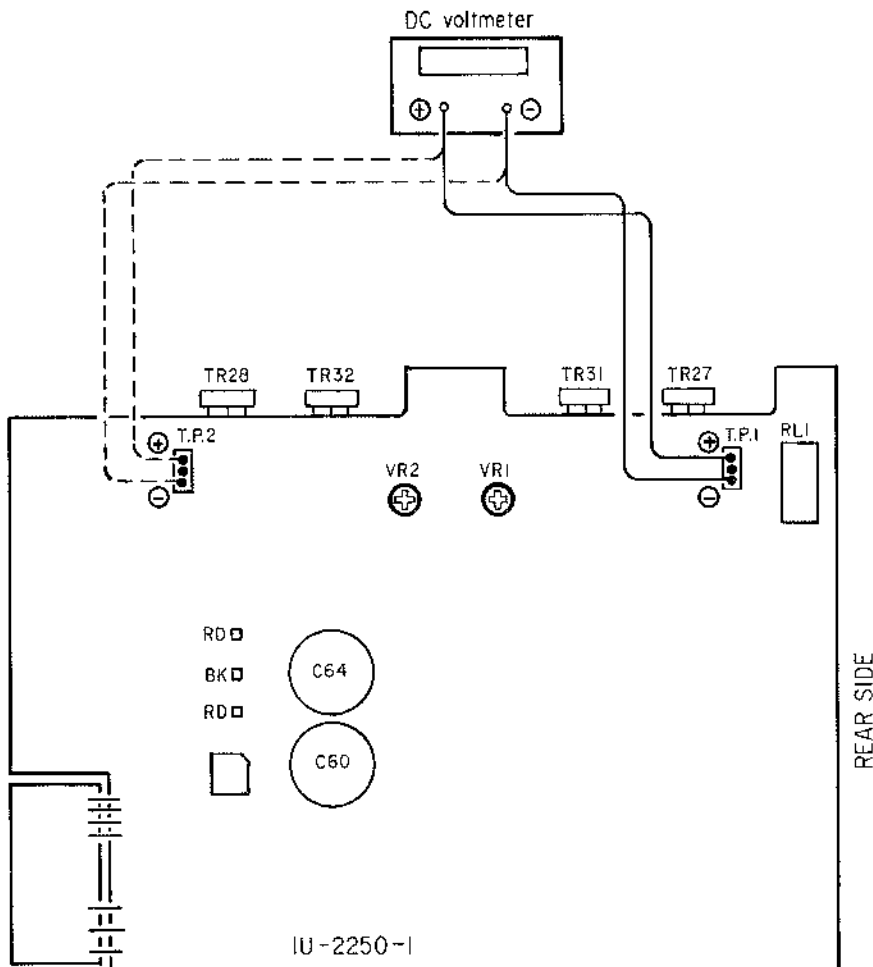 DC voltmeter
⊕ ⊖
TR28 TR32 TR31 TR27
⊕ T.P.2 ⊕ T.P.1 RL1
VR2 VR1
⊖ ⊖
RD
BK C64
RD
C60
REAR SIDE
1U-2250-1